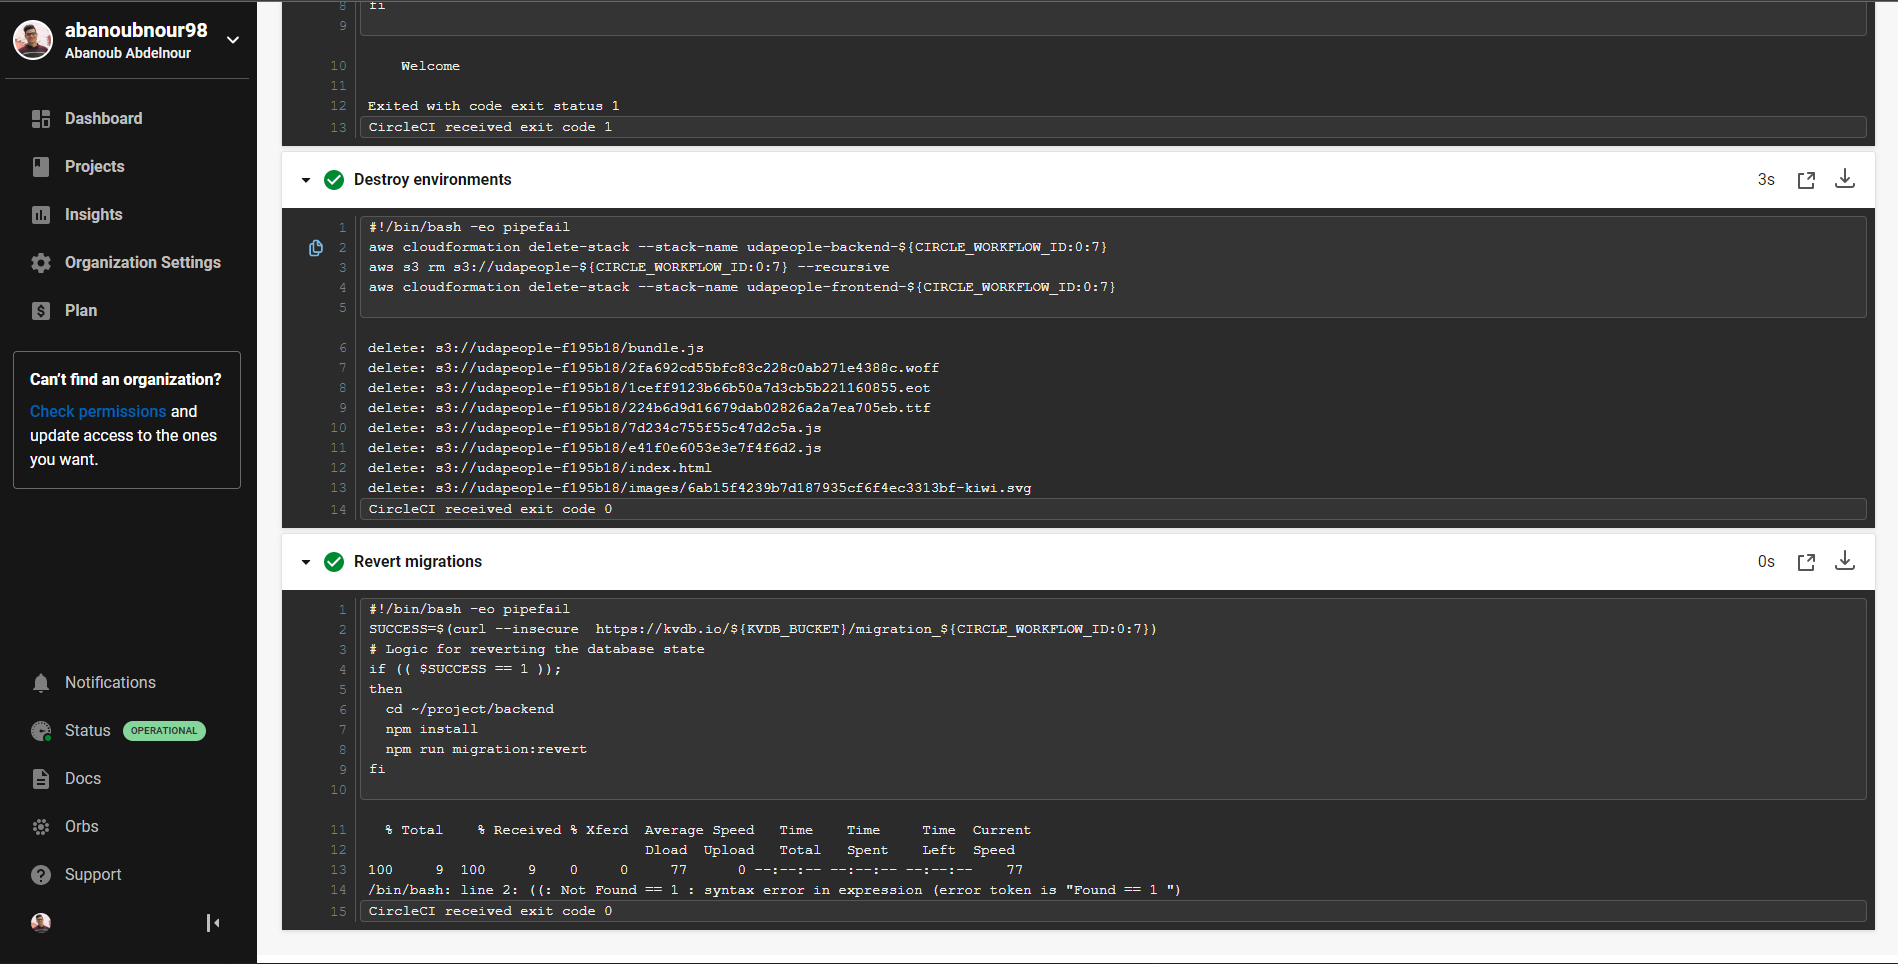 abanoubnour98
Abanoub Abdelnour
Dashboard
Projects
Insights
Organization Settings
Plan
Can't find an organization?
Check permissions and
update access to the ones
you want.
Notifications
Status OPERATIONAL
Docs
Orbs
Support
8 fi
9
10 Welcome
11
12 Exited with code exit status 1
13 CircleCI received exit code 1
Destroy environments 3s
1 #!/bin/bash -eo pipefail
2 aws cloudformation delete-stack --stack-name udapeople-backend-${CIRCLE_WORKFLOW_ID:0:7}
3 aws s3 rm s3://udapeople-${CIRCLE_WORKFLOW_ID:0:7} --recursive
4 aws cloudformation delete-stack --stack-name udapeople-frontend-${CIRCLE_WORKFLOW_ID:0:7}
5
6 delete: s3://udapeople-f195b18/bundle.js
7 delete: s3://udapeople-f195b18/2fa692cd55bfc83c228c0ab271e4388c.woff
8 delete: s3://udapeople-f195b18/1ceff9123b66b50a7d3cb5b221160855.eot
9 delete: s3://udapeople-f195b18/224b6d9d16679dab02826a2a7ea705eb.ttf
10 delete: s3://udapeople-f195b18/7d234c755f55c47d2c5a.js
11 delete: s3://udapeople-f195b18/e41f0e6053e3e7f4f6d2.js
12 delete: s3://udapeople-f195b18/index.html
13 delete: s3://udapeople-f195b18/images/6ab15f4239b7d187935cf6f4ec3313bf-kiwi.svg
14 CircleCI received exit code 0
Revert migrations 0s
1 #!/bin/bash -eo pipefail
2 SUCCESS=$(curl --insecure  https://kvdb.io/${KVDB_BUCKET}/migration_${CIRCLE_WORKFLOW_ID:0:7})
3 # Logic for reverting the database state
4 if (( $SUCCESS == 1 ));
5 then
6   cd ~/project/backend
7   npm install
8   npm run migration:revert
9 fi
10
11 % Total    % Received % Xferd  Average Speed   Time    Time     Time  Current
12 Dload  Upload   Total   Spent    Left  Speed
13 100     9  100     9    0     0     77      0 --:--:-- --:--:-- --:--:--    77
14 /bin/bash: line 2: ((: Not Found == 1 : syntax error in expression (error token is "Found == 1 ")
15 CircleCI received exit code 0